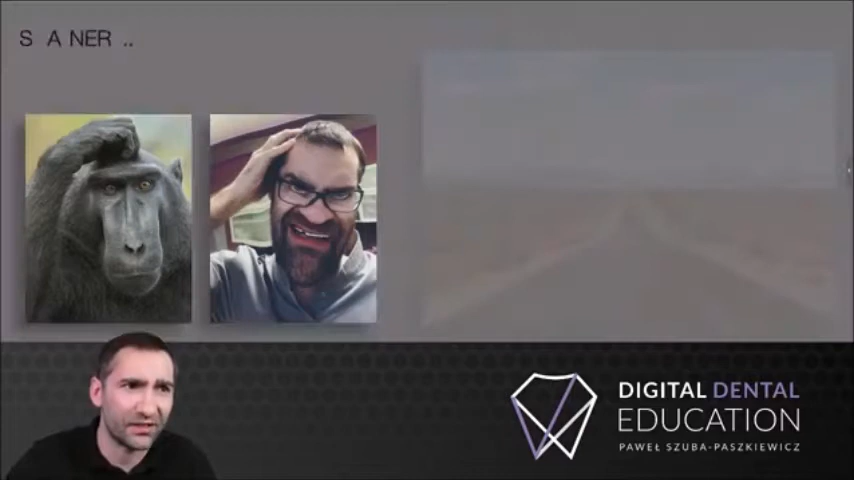 S A NER ..
DIGITAL DENTAL
EDUCATION
PAWEŁ SZUBA-PASZKIEWICZ